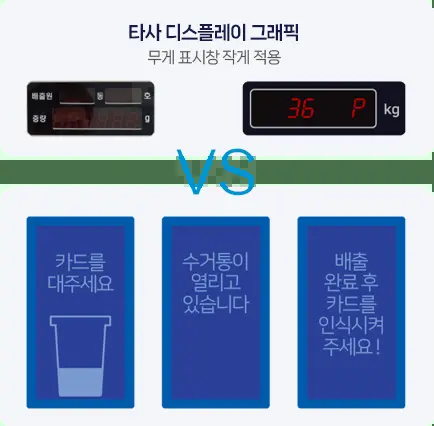 타사 디스플레이 그래픽
무게 표시창 작게 적용
배출원 동 호
중량 g
36 P kg
VS
카드를
대주세요
수거통이
열리고
있습니다
배출
완료 후
카드를
인식시켜
주세요!